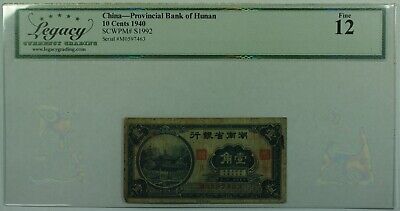 Legacy
CURRENCY GRADING
www.legacygrading.com
China—Provincial Bank of Hunan
10 Cents 1940
SCWPM# S1992
Serial #M0597463
Fine
12
行銀省南湖
角壹